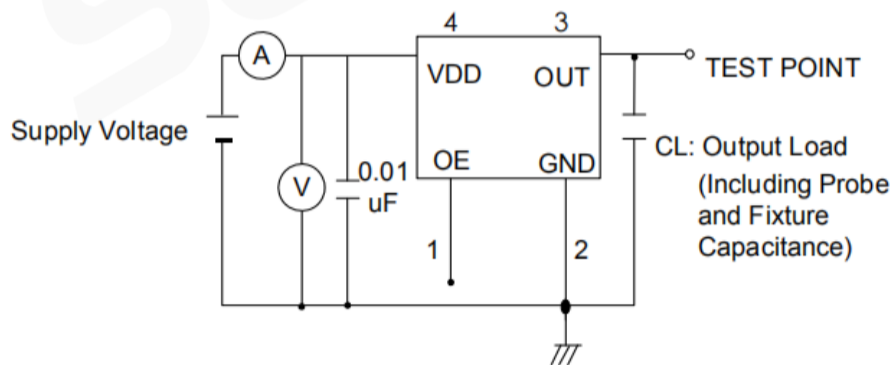 4
3
A
VDD
OUT
TEST POINT
Supply Voltage
OE
GND
V
0.01
uF
CL: Output Load
(Including Probe
and Fixture
Capacitance)
1
2